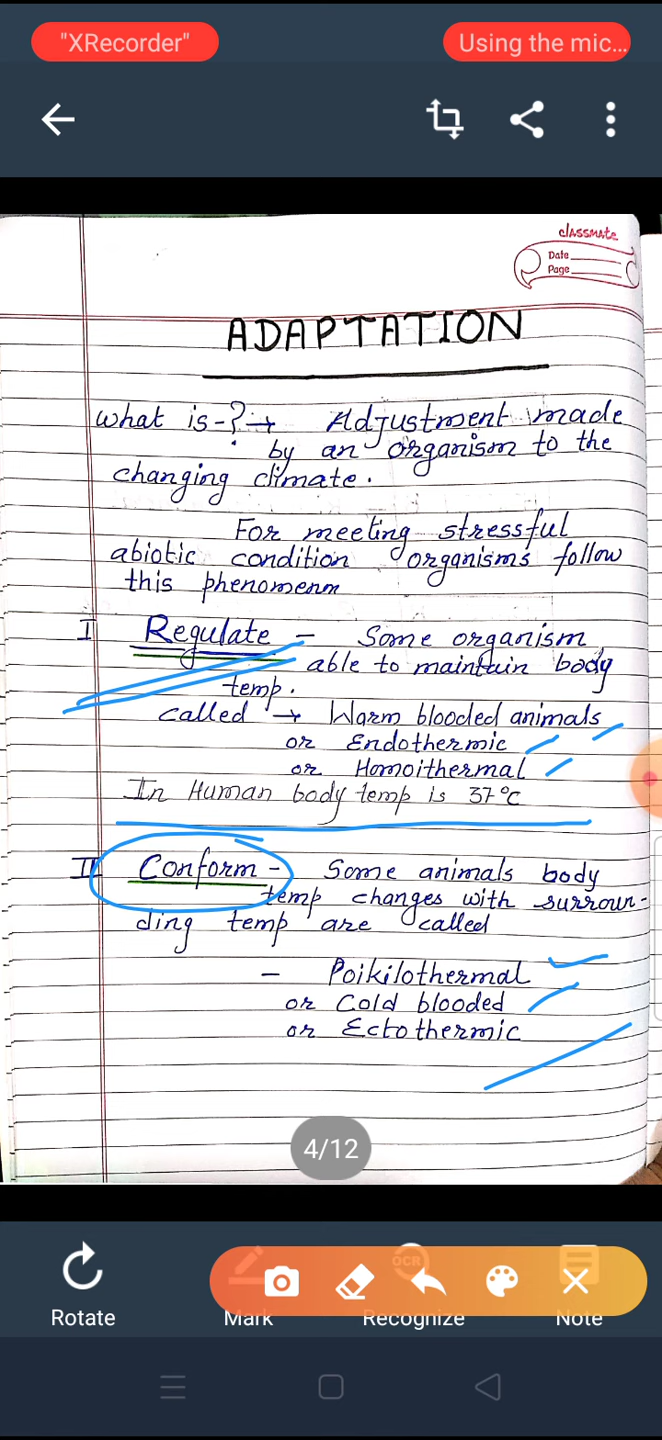 "XRecorder"
Using the mic...
classmate
Date
Page
ADAPTATION
What is-? → Adjustment made
by an organism to the
changing climate.
For meeting stressful
abiotic condition organisms follow
this phenomenm
I Regulate - Some organism
able to maintain body
temp.
called → Warm blooded animals
or Endothermic
or Homoithermal
In Human body temp is 37°C
II Conform - Some animals body
temp changes with surroun-
ding temp are called
- Poikilothermal
or Cold blooded
or Ectothermic
4/12
OCR
Rotate
Mark
Recognize
Note